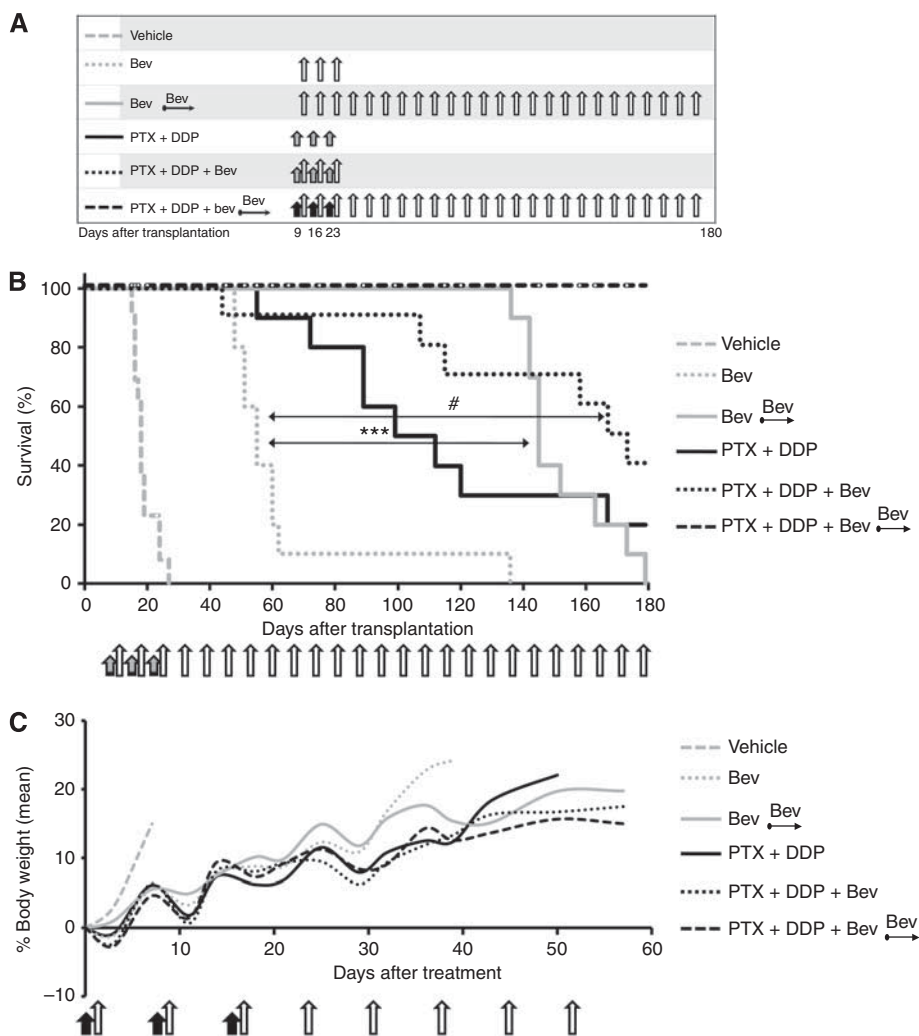 A
Vehicle
Bev
Bev Bev
PTX + DDP
PTX + DDP + Bev
PTX + DDP + bev Bev
Days after transplantation 9 16 23 180
B
100
80
60
40
20
0
Survival (%)
#
***
0 20 40 60 80 100 120 140 160 180
Days after transplantation
Vehicle
Bev
Bev Bev
PTX + DDP
PTX + DDP + Bev
PTX + DDP + Bev Bev
C
30
20
10
0
–10
% Body weight (mean)
10 20 30 40 50 60
Days after treatment
Vehicle
Bev
Bev Bev
PTX + DDP
PTX + DDP + Bev
PTX + DDP + Bev Bev